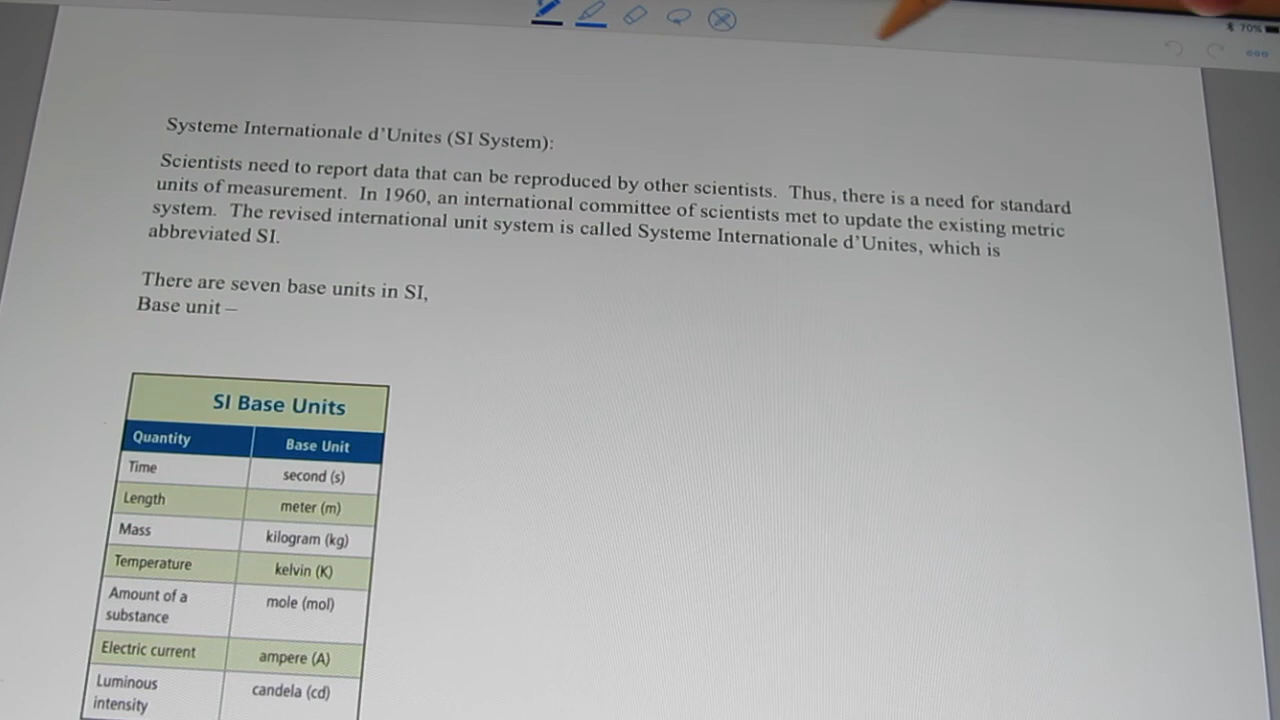 70%
Systeme Internationale d'Unites (SI System):
Scientists need to report data that can be reproduced by other scientists. Thus, there is a need for standard
units of measurement. In 1960, an international committee of scientists met to update the existing metric
system. The revised international unit system is called Systeme Internationale d'Unites, which is
abbreviated SI.
There are seven base units in SI,
Base unit –
SI Base Units
Quantity Base Unit
Time second (s)
Length meter (m)
Mass kilogram (kg)
Temperature kelvin (K)
Amount of a
substance mole (mol)
Electric current ampere (A)
Luminous
intensity candela (cd)